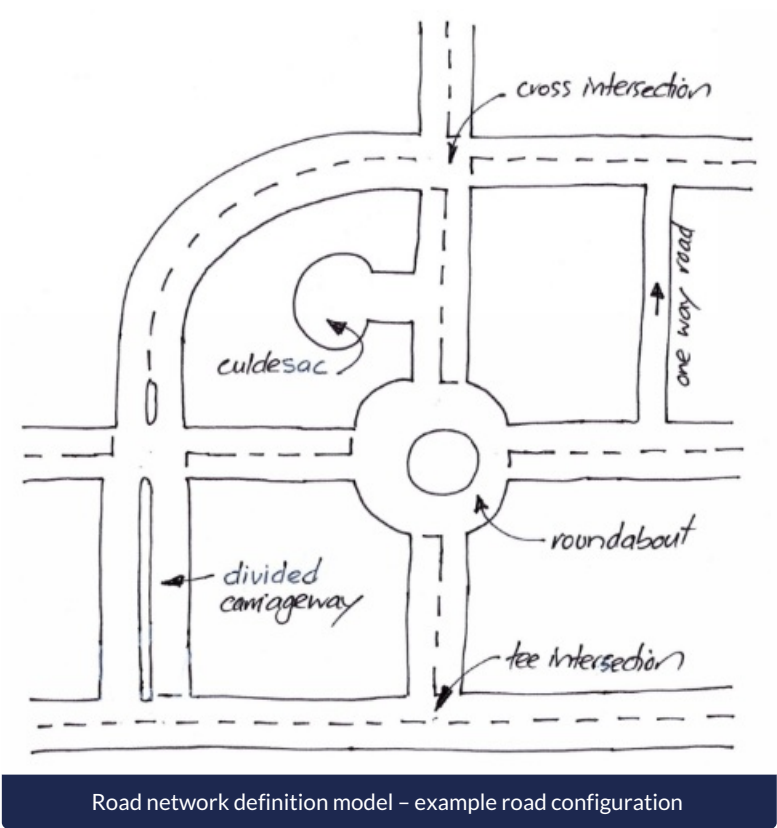 cross intersection
one way road
culdesac
roundabout
divided
carriageway
tee intersection
Road network definition model – example road configuration